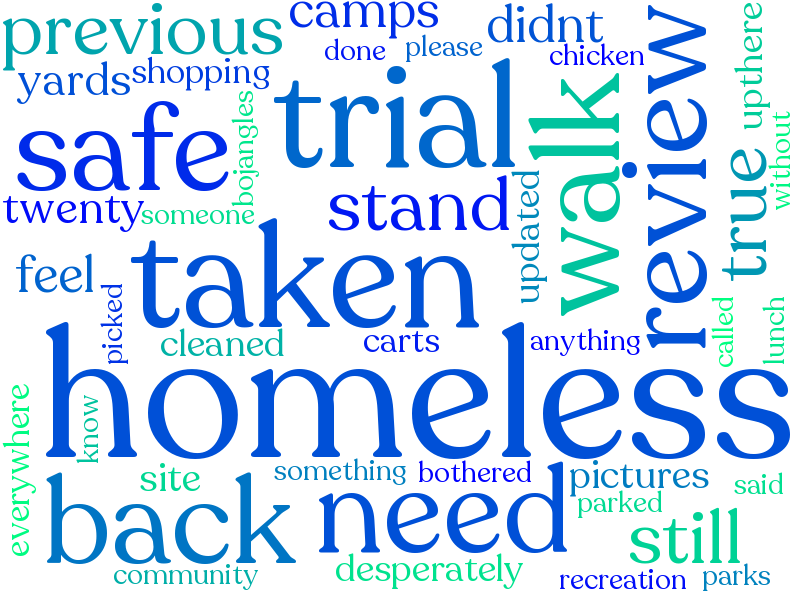 camps
previous
didnt
upthere
review
done
please
chicken
yards
shopping
trial
walk
safe
bojangles
without
true
twenty
someone
stand
updated
feel
taken
picked
cleaned
carts
anything
called
lunch
homeless
everywhere
know
site
something
bothered
pictures
said
back
need
parked
still
community
desperately
recreation
parks